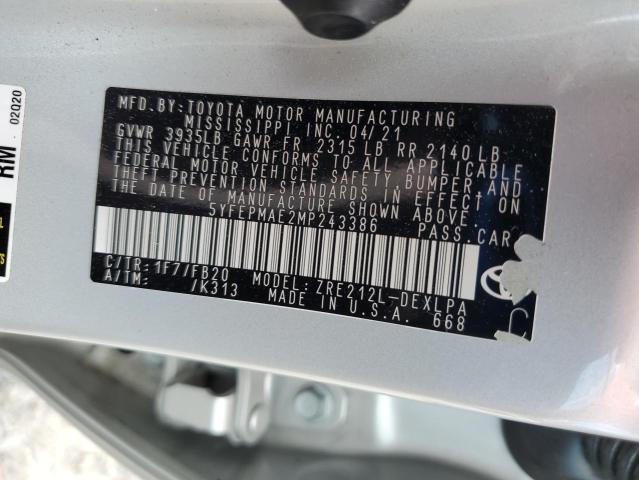 MFD. BY: TOYOTA MOTOR MANUFACTURING
MISSISSIPPI INC. 04/21
GVWR 3935LB GAWR FR 2315 LB RR 2140 LB
THIS VEHICLE CONFORMS TO ALL APPLICABLE
FEDERAL MOTOR VEHICLE SAFETY, BUMPER, AND
THEFT PREVENTION STANDARDS IN EFFECT ON
THE DATE OF MANUFACTURE SHOWN ABOVE.
5YFEPMAE2MP243386 PASS.CAR
C/TR: 1F7/FB20 MODEL: ZRE212L-DEXLPA
A/TM: /K313 MADE IN U.S.A. 668
RM
02Q20